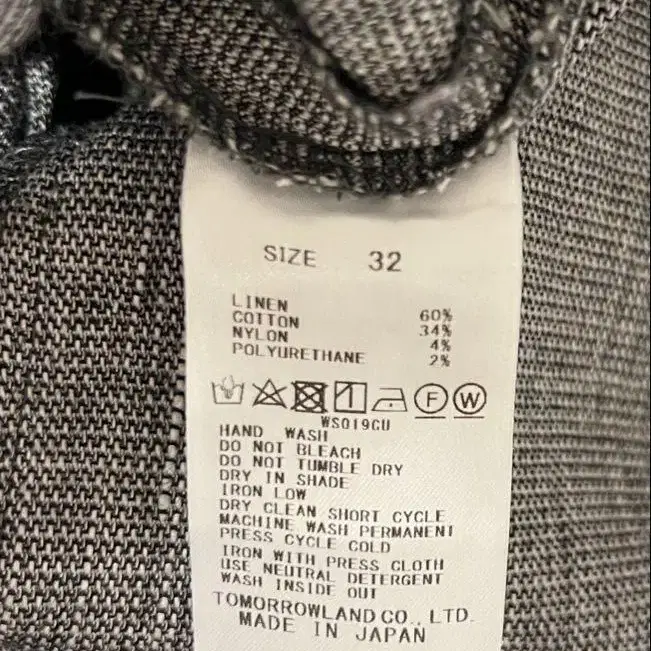 SIZE 32
LINEN 60%
COTTON 34%
NYLON 4%
POLYURETHANE 2%
F W
WS019CU
HAND WASH
DO NOT BLEACH
DO NOT TUMBLE DRY
DRY IN SHADE
IRON LOW
DRY CLEAN SHORT CYCLE
MACHINE WASH PERMANENT
PRESS CYCLE COLD
IRON WITH PRESS CLOTH
USE NEUTRAL DETERGENT
WASH INSIDE OUT
TOMORROWLAND CO., LTD.
MADE IN JAPAN